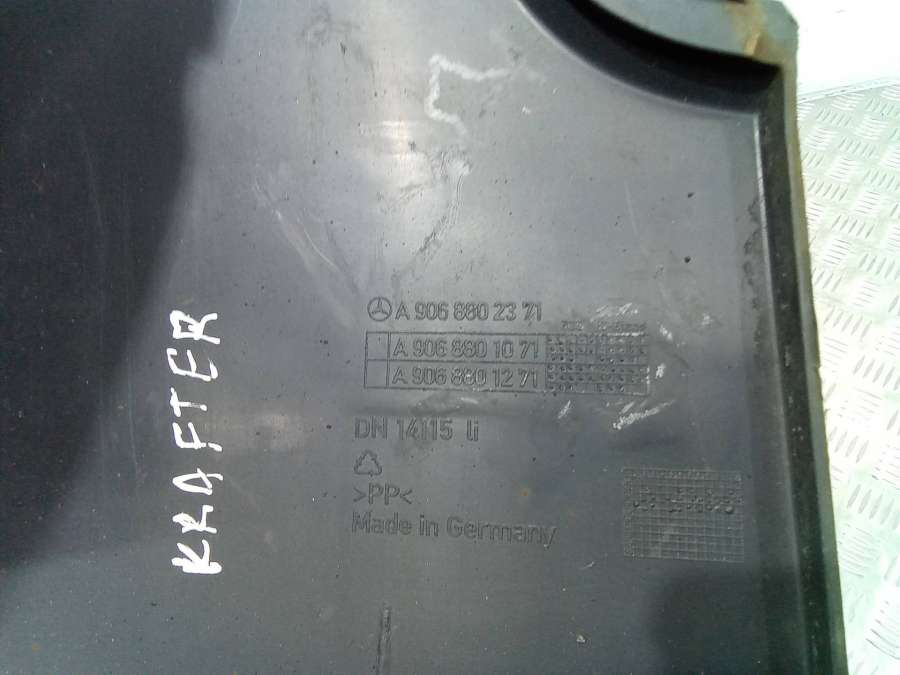 A 906 880 23 71
A 906 880 10 71
A 906 880 12 71
DN 14115 li
>PP<
Made in Germany
KRAFTER